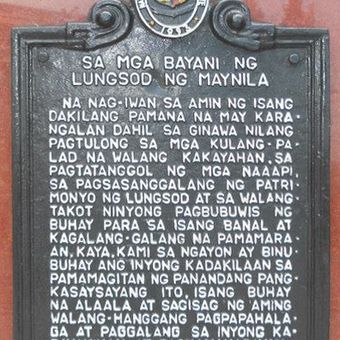 SA MGA BAYANI NG
LUNGSOD NG MAYNILA
NA NAG-IWAN SA AMIN NG ISANG
DAKILANG PAMANA NA MAY KARA-
NGALAN DAHIL SA GINAWA NILANG
PAGTULONG SA MGA KULANG-PA-
LAD NA WALANG KAKAYAHAN, SA
PAGTATANGGOL NG MGA NAAAPI,
SA PAGSASANGGALANG NG PATRI-
MONYO NG LUNGSOD AT SA WALANG
TAKOT NINYONG PAGBUBUWIS NG
BUHAY PARA SA ISANG BANAL AT
KAGALANG-GALANG NA PAMAMARA-
AN, KAYA, KAMI SA NGAYON AY BINU-
BUHAY ANG INYONG KADAKILAAN SA
PAMAMAGITAN NG PANANDANG PANG-
KASAYSAYANG ITO, ISANG BUHAY
NA ALAALA AT SAGISAG NG AMING
WALANG-HANGGANG PAGPAPAHALA-
GA AT PAGGALANG SA INYONG KA-